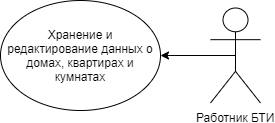 Хранение и
редактирование данных о
домах, квартирах и
кумнатах
Работник БТИ